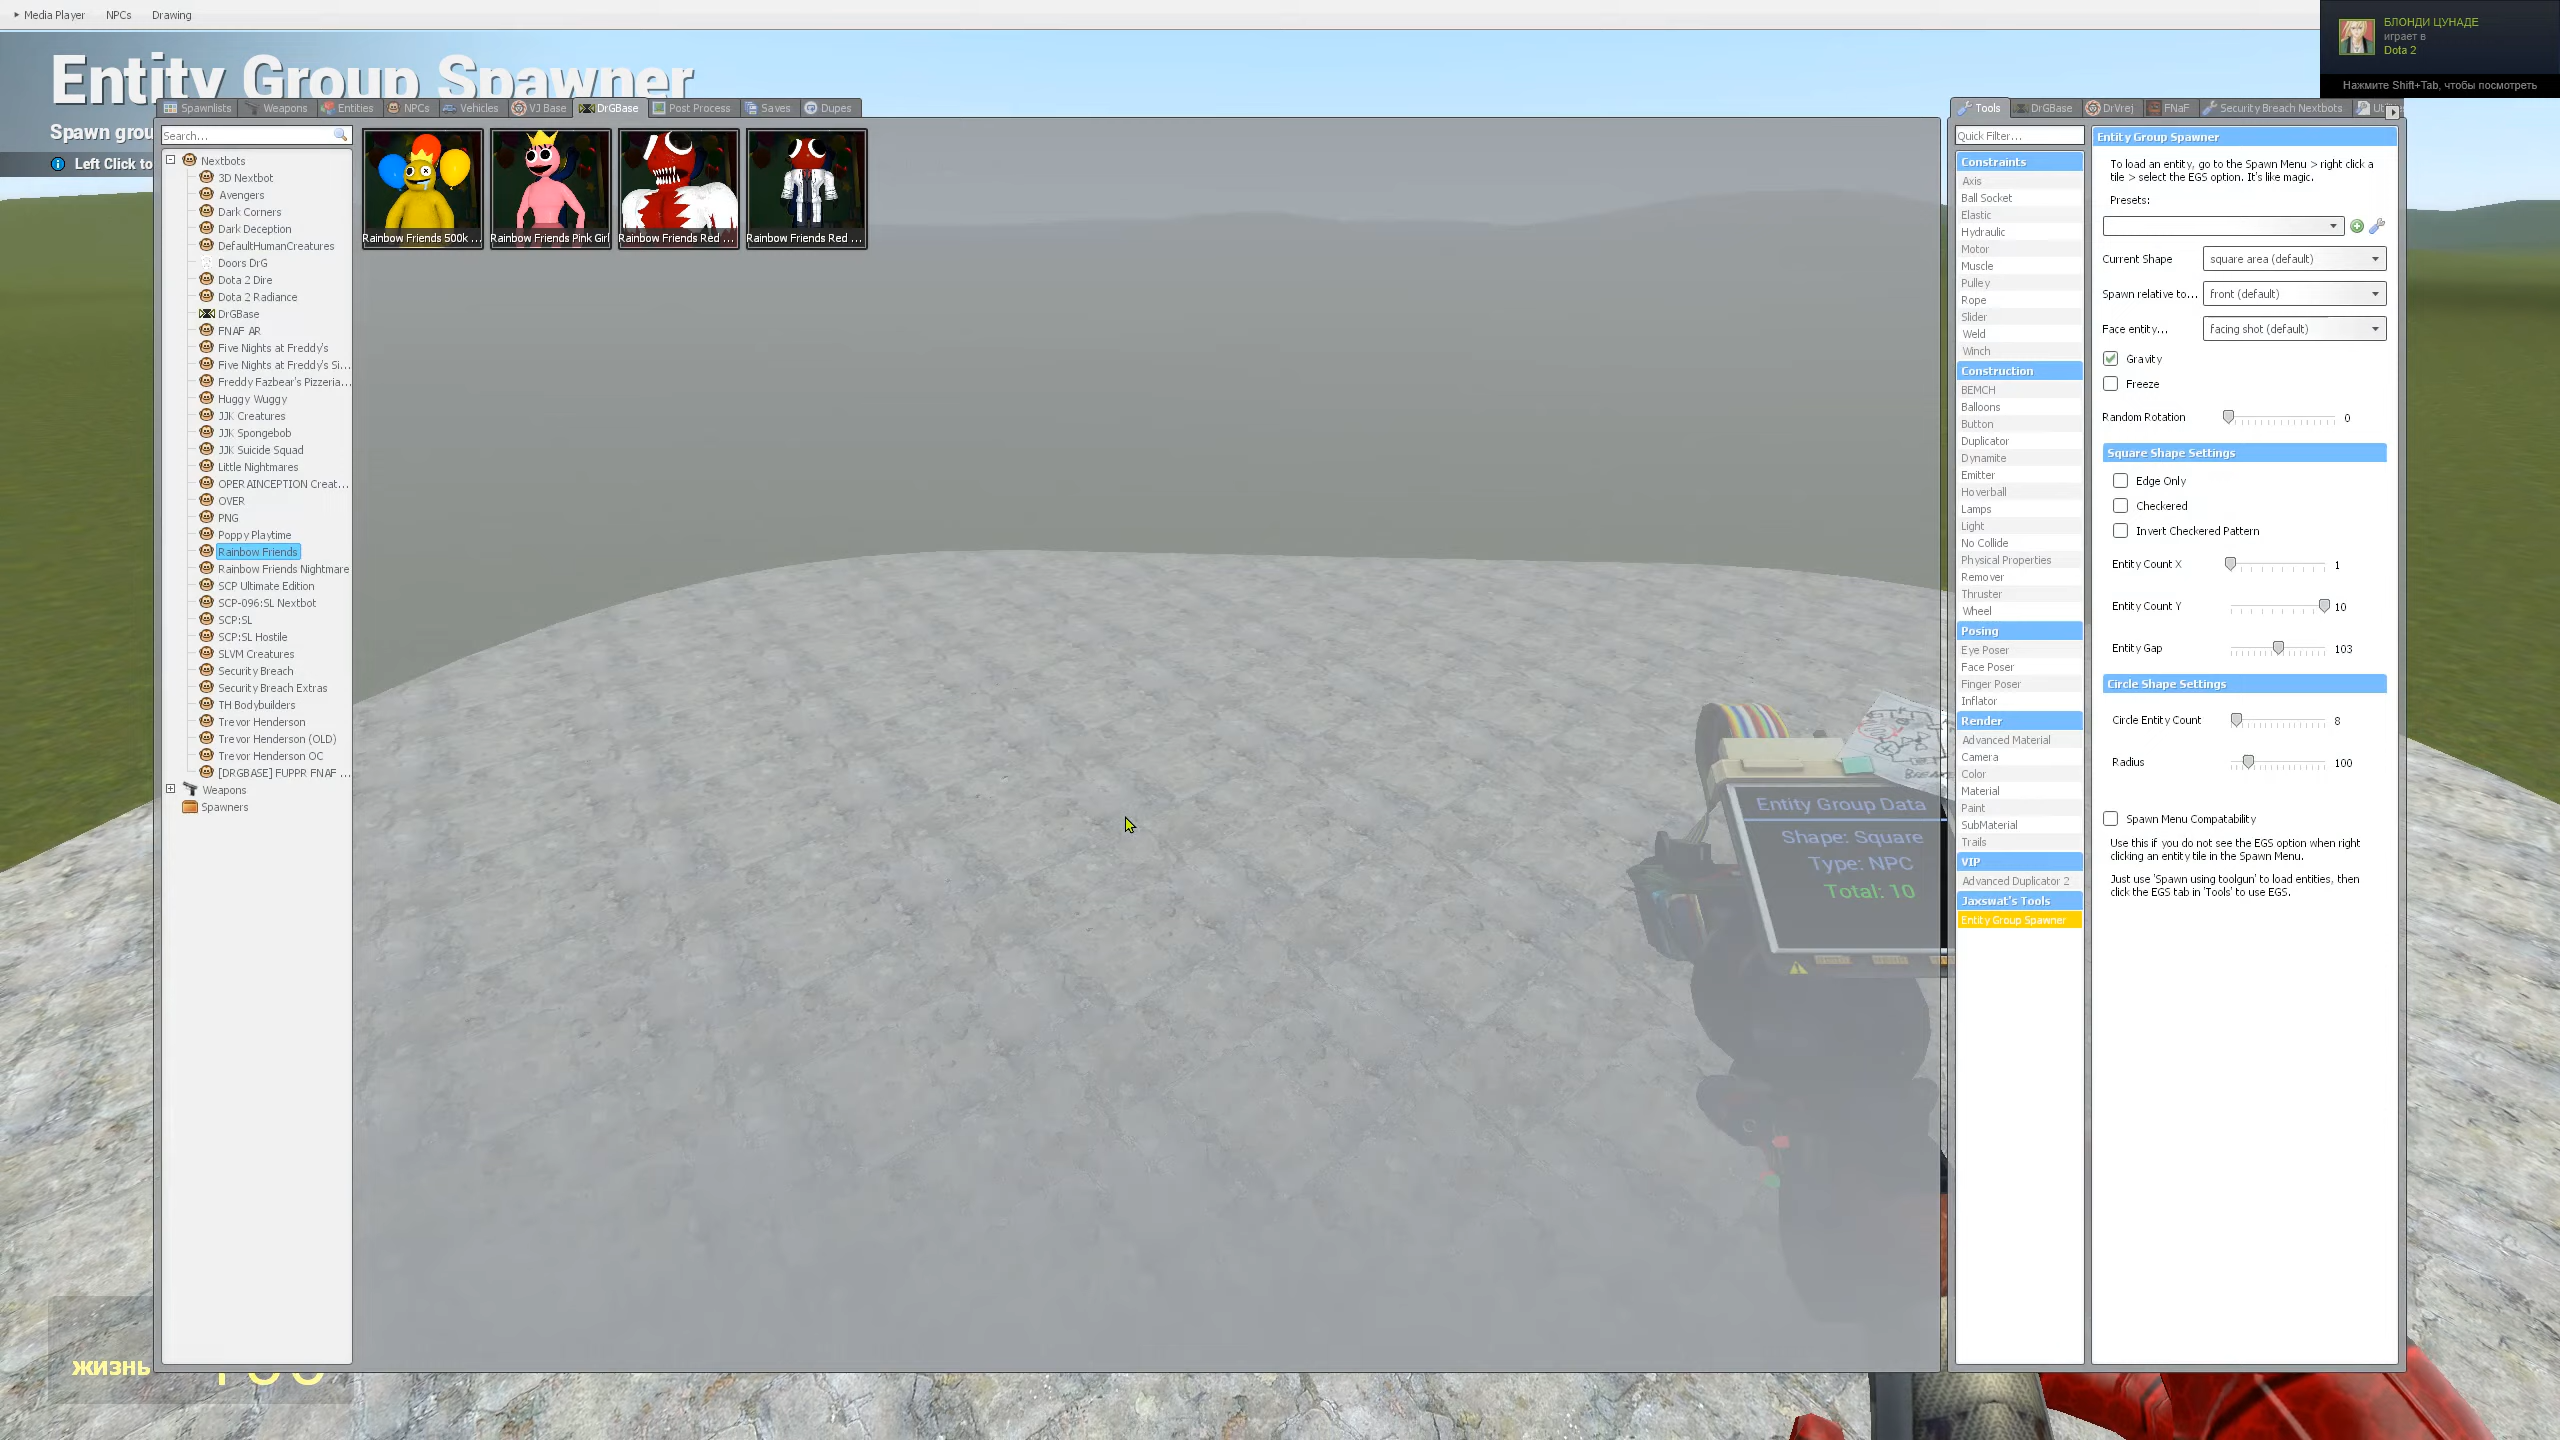 Media Player NPCs Drawing
БЛОНДИ ЦУНАДЕ
играет в
Dota 2
Нажмите Shift+Tab, чтобы посмотреть
Entity Group Spawner
Spawn grou
Left Click to
Spawnlists Weapons Entities NPCs Vehicles VJ Base DrGBase Post Process Saves Dupes
Search...
Nextbots
3D Nextbot
Avengers
Dark Corners
Dark Deception
DefaultHumanCreatures
Doors DrG
Dota 2 Dire
Dota 2 Radiance
DrGBase
FNAF AR
Five Nights at Freddy's
Five Nights at Freddy's Si...
Freddy Fazbear's Pizzeria...
Huggy Wuggy
JJK Creatures
JJK Spongebob
JJK Suicide Squad
Little Nightmares
OPERAINCEPTION Creat...
OVER
PNG
Poppy Playtime
Rainbow Friends
Rainbow Friends Nightmare
SCP Ultimate Edition
SCP-096:SL Nextbot
SCP:SL
SCP:SL Hostile
SLVM Creatures
Security Breach
Security Breach Extras
TH Bodybuilders
Trevor Henderson
Trevor Henderson (OLD)
Trevor Henderson OC
[DRGBASE] FUPPR FNAF ...
Weapons
Spawners
Rainbow Friends 500k ...
Rainbow Friends Pink Girl
Rainbow Friends Red ...
Rainbow Friends Red ...
Entity Group Data
Shape: Square
Type: NPC
Total: 10
жизнь
Tools DrGBase DrVrej FNaF Security Breach Nextbots
Quick Filter...
Constraints
Axis
Ball Socket
Elastic
Hydraulic
Motor
Muscle
Pulley
Rope
Slider
Weld
Winch
Construction
BEMCH
Balloons
Button
Duplicator
Dynamite
Emitter
Hoverball
Lamps
Light
No Collide
Physical Properties
Remover
Thruster
Wheel
Posing
Eye Poser
Face Poser
Finger Poser
Inflator
Render
Advanced Material
Camera
Color
Material
Paint
SubMaterial
Trails
VIP
Advanced Duplicator 2
Jaxswat's Tools
Entity Group Spawner
Entity Group Spawner
To load an entity, go to the Spawn Menu > right click a
tile > select the EGS option. It's like magic.
Presets:
Current Shape square area (default)
Spawn relative to... front (default)
Face entity... facing shot (default)
Gravity
Freeze
Random Rotation 0
Square Shape Settings
Edge Only
Checkered
Invert Checkered Pattern
Entity Count X 1
Entity Count Y 10
Entity Gap 103
Circle Shape Settings
Circle Entity Count 8
Radius 100
Spawn Menu Compatability
Use this if you do not see the EGS option when right
clicking an entity tile in the Spawn Menu.
Just use 'Spawn using toolgun' to load entities, then
click the EGS tab in 'Tools' to use EGS.